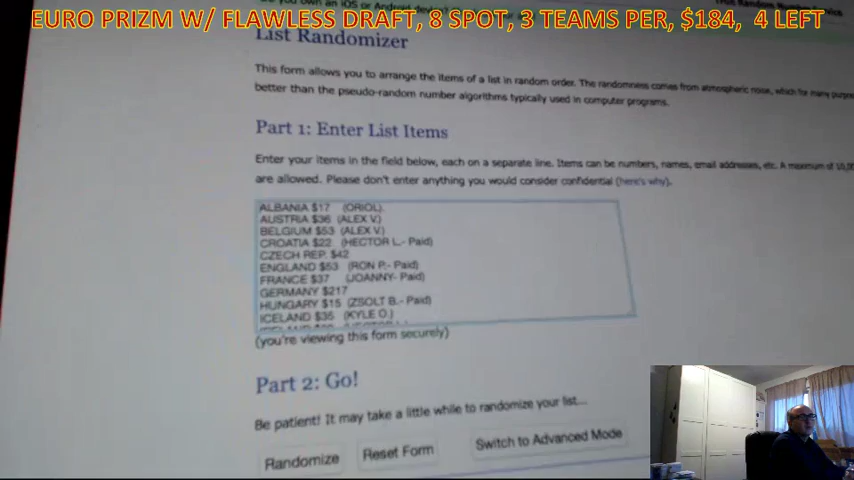 EURO PRIZM W/ FLAWLESS DRAFT, 8 SPOT, 3 TEAMS PER, $184, 4 LEFT
List Randomizer
This form allows you to arrange the items of a list in random order. The randomness comes from atmospheric noise, which for many
better than the pseudo-random number algorithms typically used in computer programs.
Part 1: Enter List Items
Enter your items in the field below, each on a separate line. Items can be numbers, names, email addresses, etc. A maximum of
are allowed. Please don't enter anything you would consider confidential (here's why).
ALBANIA $17 (ORIOL)
AUSTRIA $36 (ALEX V.)
BELGIUM $53 (ALEX V.)
CROATIA $22 (HECTOR L.- Paid)
CZECH REP. $42
ENGLAND $53 (RON P.- Paid)
FRANCE $37 (JOANNY- Paid)
GERMANY $217
HUNGARY $15 (ZSOLT B.- Paid)
ICELAND $35 (KYLE O.)
(you're viewing this form securely)
Part 2: Go!
Be patient! It may take a little while to randomize your list...
Randomize Reset Form Switch to Advanced Mode